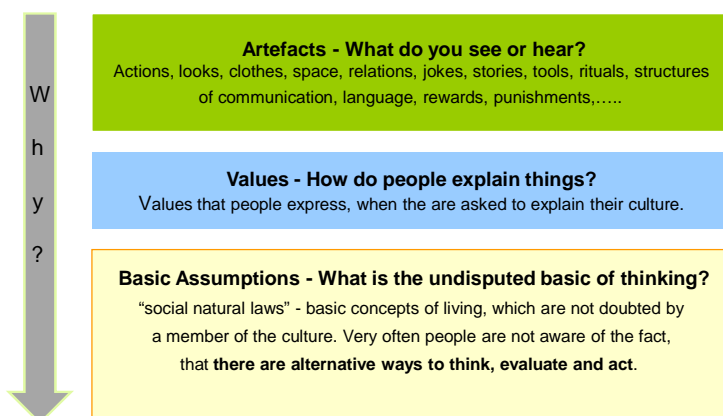 W
h
y
?
Artefacts - What do you see or hear?
Actions, looks, clothes, space, relations, jokes, stories, tools, rituals, structures
of communication, language, rewards, punishments,.....
Values - How do people explain things?
Values that people express, when the are asked to explain their culture.
Basic Assumptions - What is the undisputed basic of thinking?
“social natural laws” - basic concepts of living, which are not doubted by
a member of the culture. Very often people are not aware of the fact,
that there are alternative ways to think, evaluate and act.